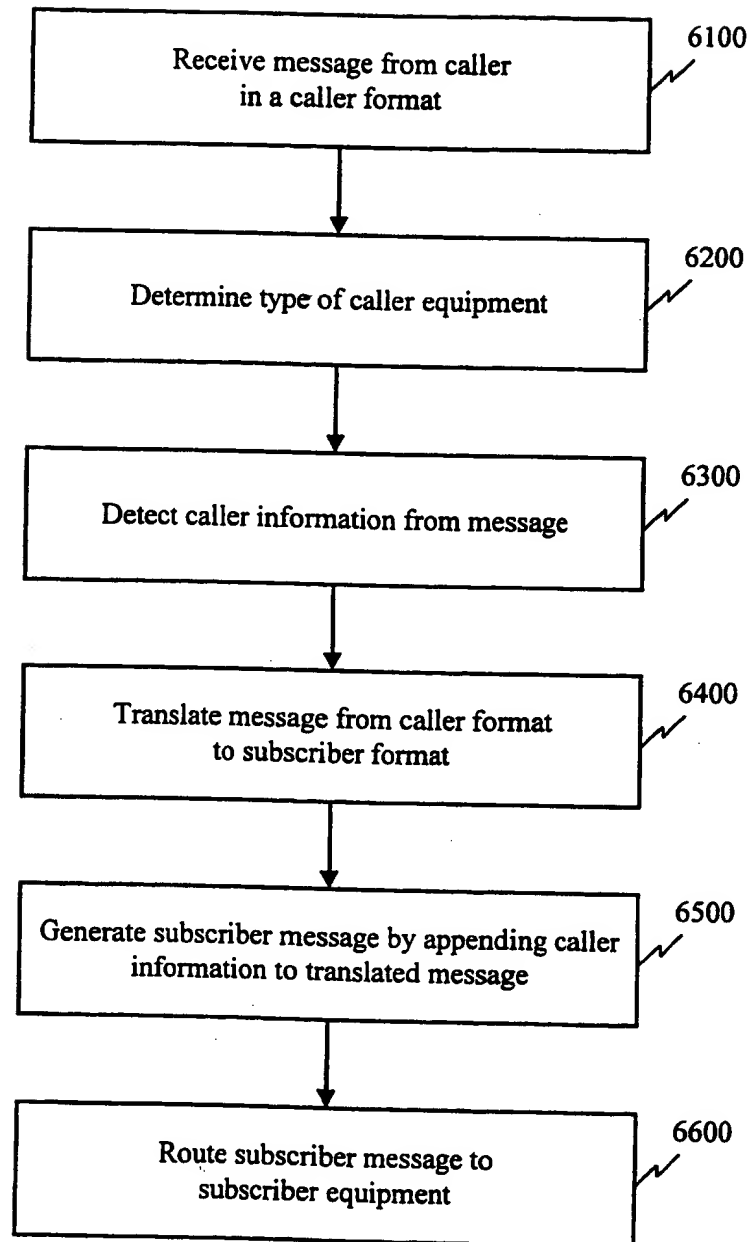 6100
Receive message from caller
in a caller format
6200
Determine type of caller equipment
6300
Detect caller information from message
6400
Translate message from caller format
to subscriber format
6500
Generate subscriber message by appending caller
information to translated message
6600
Route subscriber message to
subscriber equipment